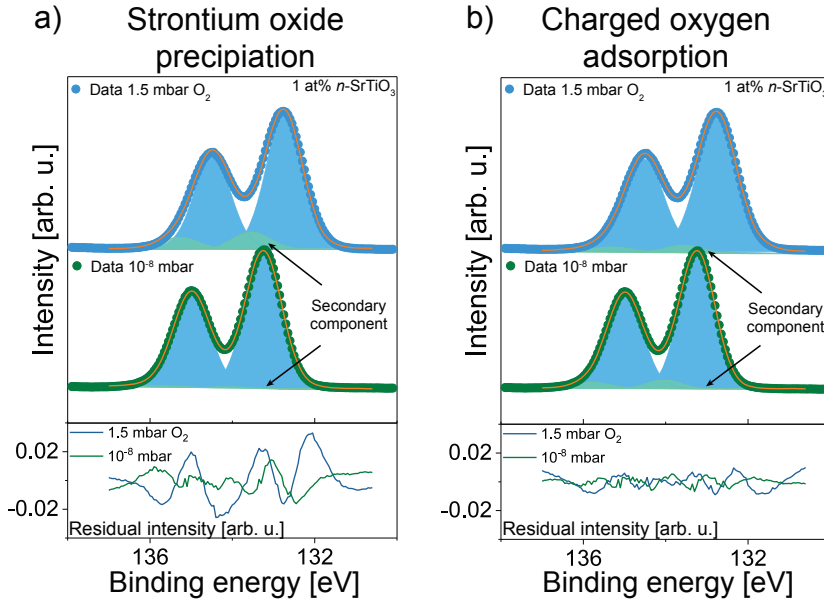 a)
Strontium oxide
precipiation
Data 1.5 mbar O2
1 at% n-SrTiO3
Data 10-8 mbar
Secondary
component
Intensity [arb. u.]
0.02
-0.02
1.5 mbar O2
10-8 mbar
Residual intensity [arb. u.]
136
132
Binding energy [eV]
b)
Charged oxygen
adsorption
Data 1.5 mbar O2
1 at% n-SrTiO3
Data 10-8 mbar
Secondary
component
Intensity [arb. u.]
0.02
-0.02
1.5 mbar O2
10-8 mbar
Residual intensity [arb. u.]
136
132
Binding energy [eV]